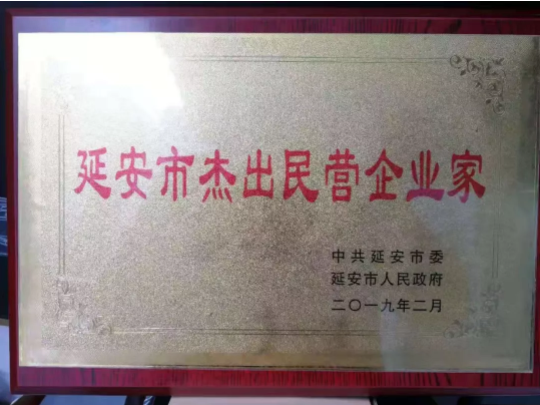 延安市杰出民营企业家
中共延安市委
延安市人民政府
二〇一九年二月